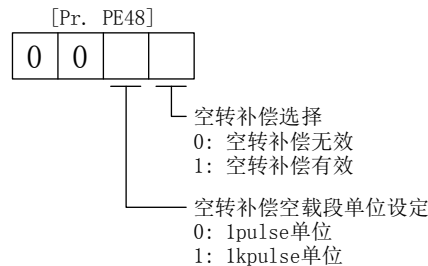 [Pr. PE48]
0 0
空转补偿选择
0: 空转补偿无效
1: 空转补偿有效
空转补偿空载段单位设定
0: 1pulse单位
1: 1kpulse单位